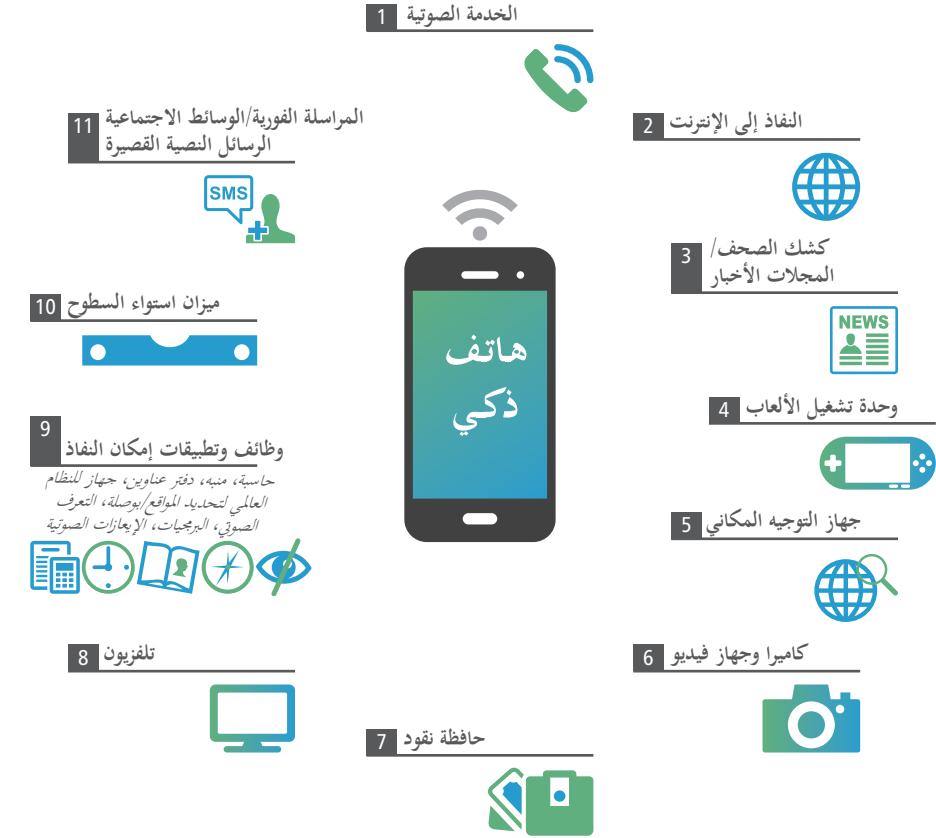 1 الخدمة الصوتية
2 النفاذ إلى الإنترنت
3 كشك الصحف/
المجلات الأخبار
NEWS
4 وحدة تشغيل الألعاب
5 جهاز التوجيه المكاني
6 كاميرا وجهاز فيديو
7 حافظة نقود
8 تلفزيون
9 وظائف وتطبيقات إمكان النفاذ
حاسبة، منبه، دفتر عناوين، جهاز للنظام
العالمي لتحديد المواقع/بوصلة، التعرف
الصوتي، البرمجيات، الإيعازات الصوتية
10 ميزان استواء السطوح
11 المراسلة الفورية/الوسائط الاجتماعية
الرسائل النصية القصيرة
SMS
هاتف
ذكي